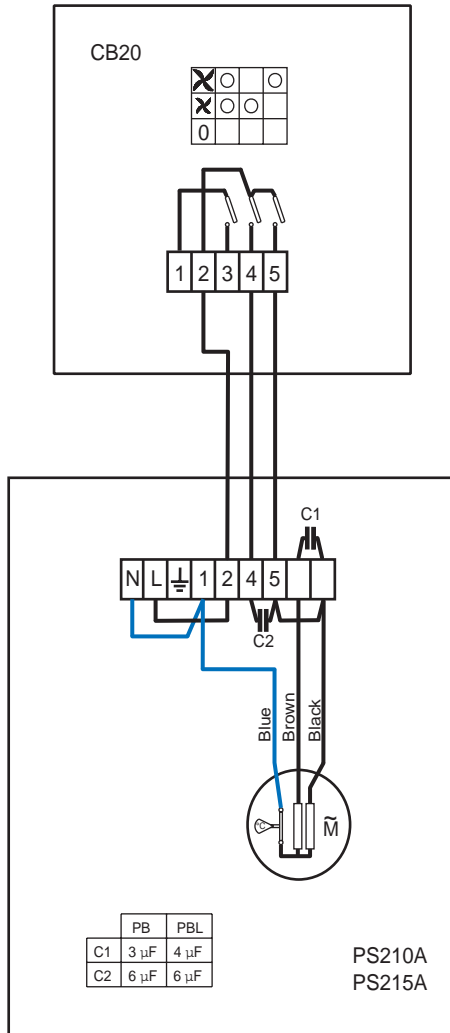 CB20
0
1 2 3 4 5
C1
N L 1 2 4 5
C2
Blue
Brown
Black
°C
M
PB PBL
C1 3 µF 4 µF
C2 6 µF 6 µF
PS210A
PS215A